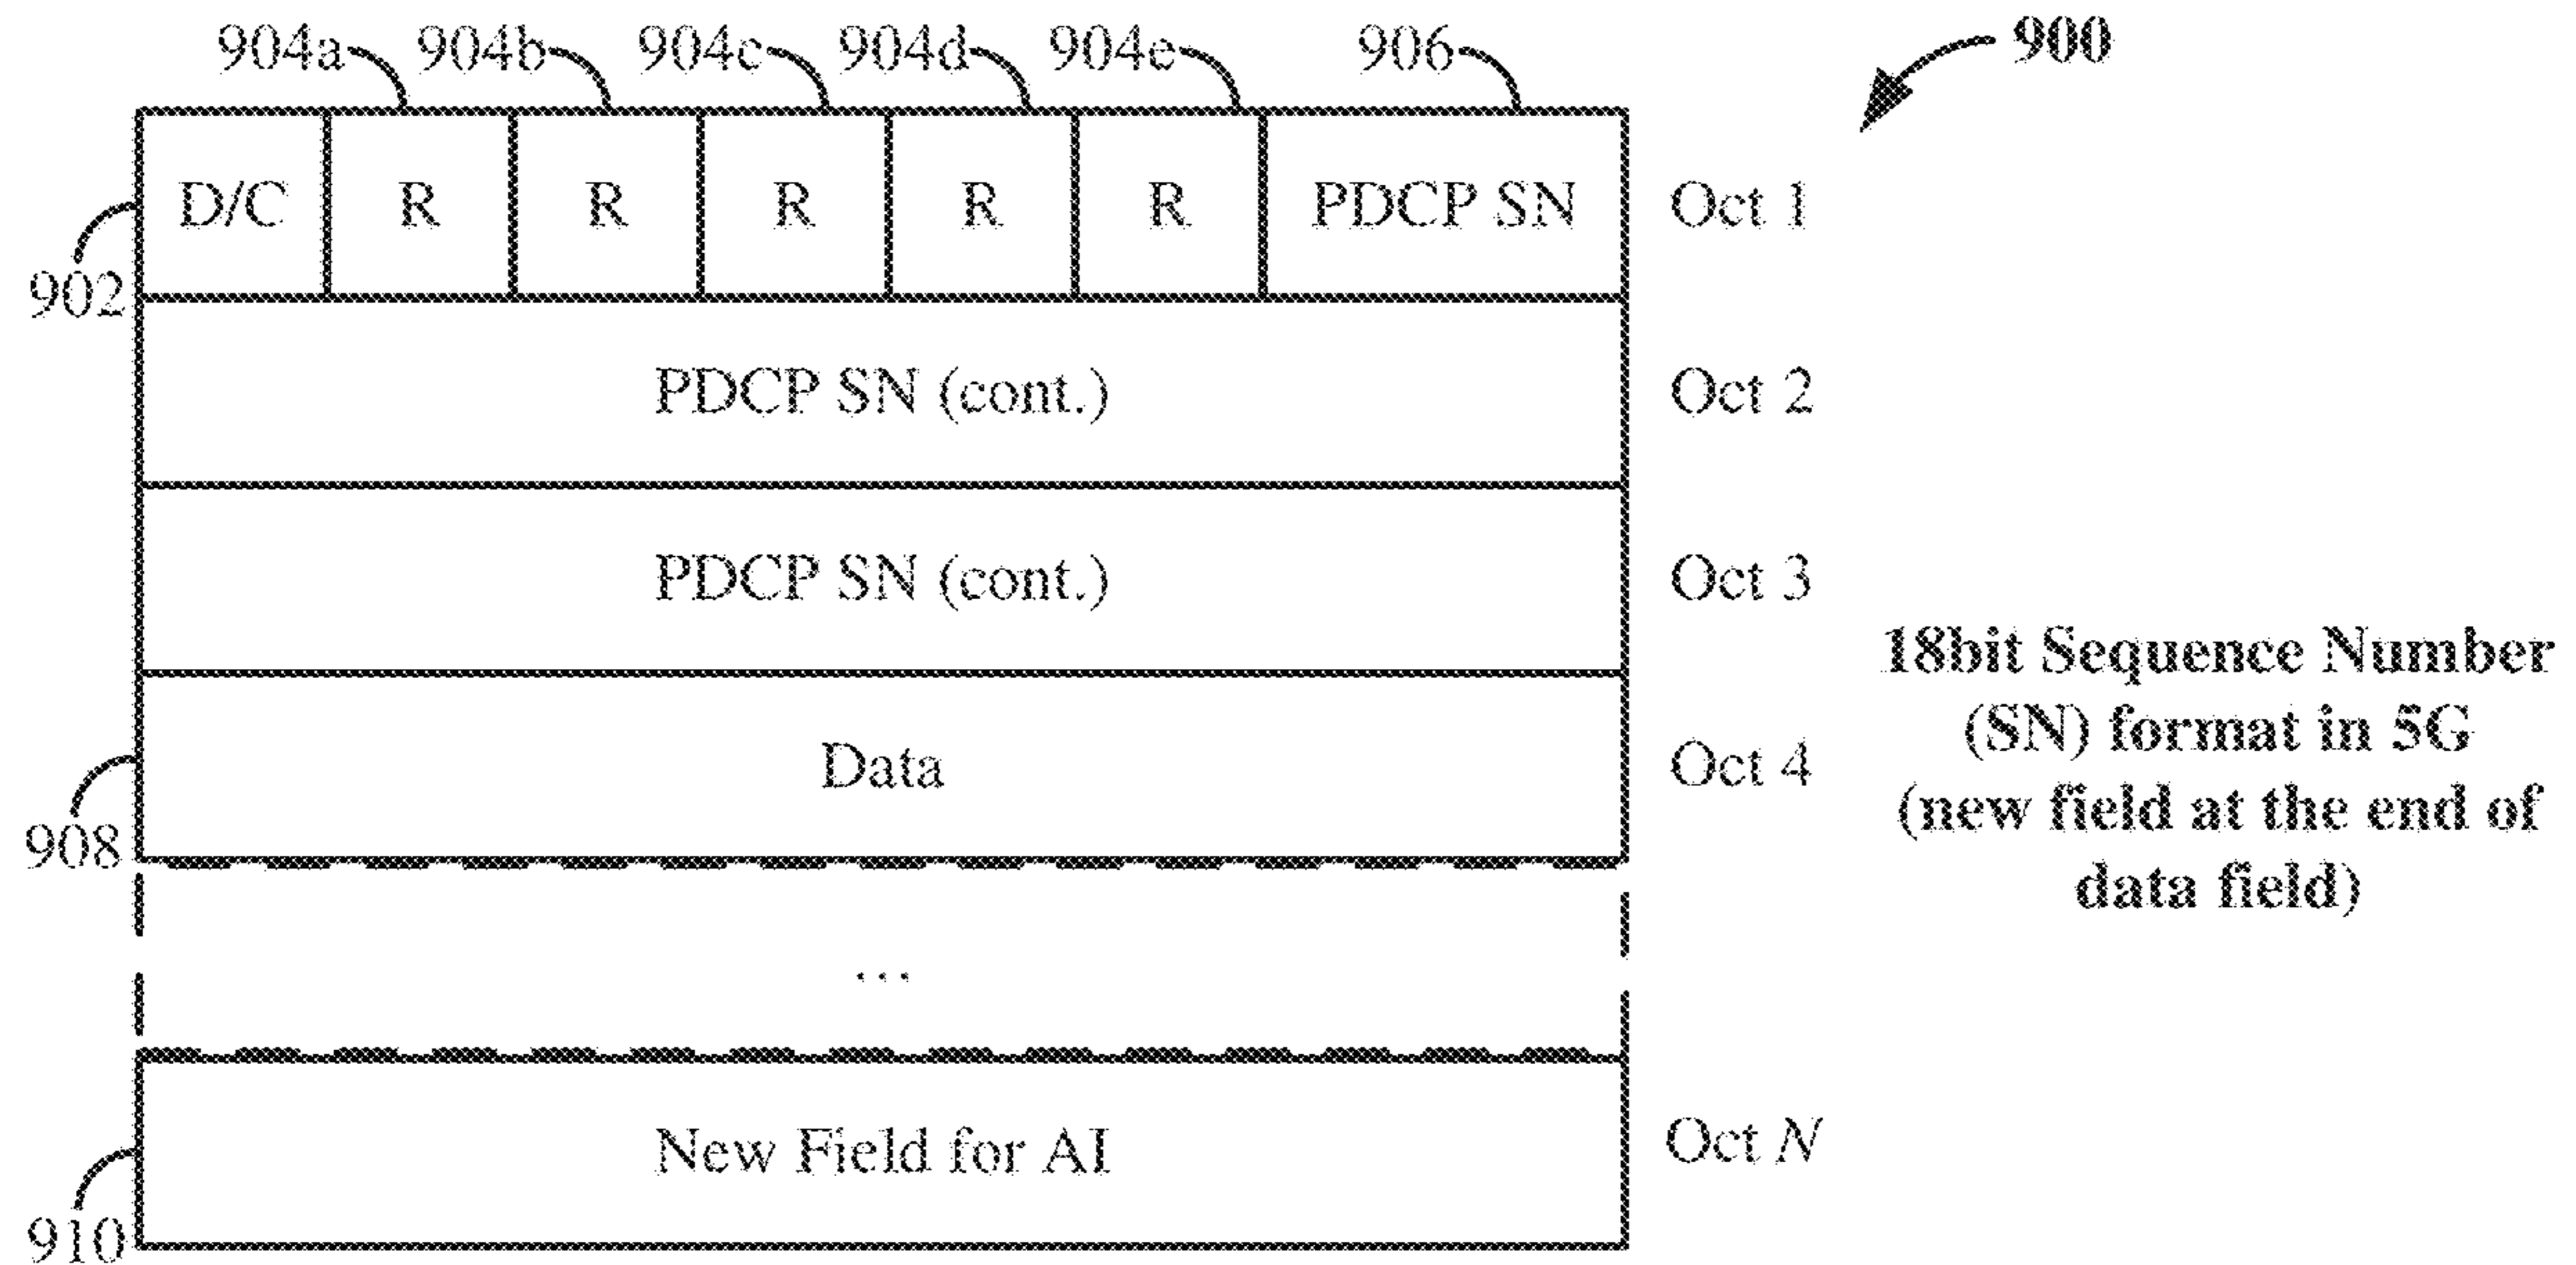 904a 904b 904c 904d 904e 906 900
D/C R R R R R PDCP SN Oct 1
902
PDCP SN (cont.) Oct 2
PDCP SN (cont.) Oct 3
Data Oct 4
908
18bit Sequence Number
(SN) format in 5G
(new field at the end of
data field)
...
New Field for AI Oct N
910